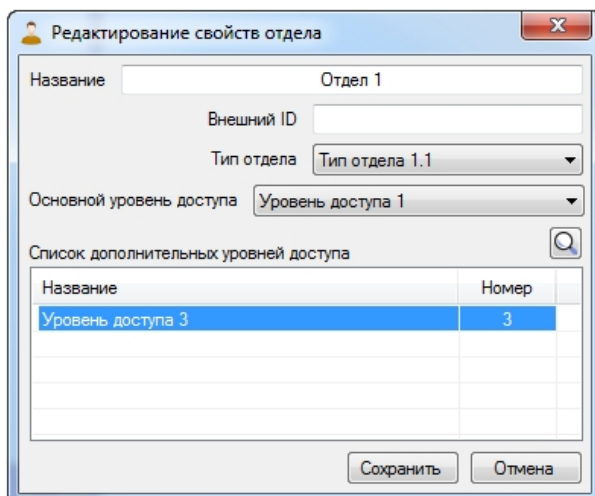 Редактирование свойств отдела
Название Отдел 1
Внешний ID
Тип отдела Тип отдела 1.1
Основной уровень доступа Уровень доступа 1
Список дополнительных уровней доступа
Название Номер
Уровень доступа 3 3
Сохранить Отмена